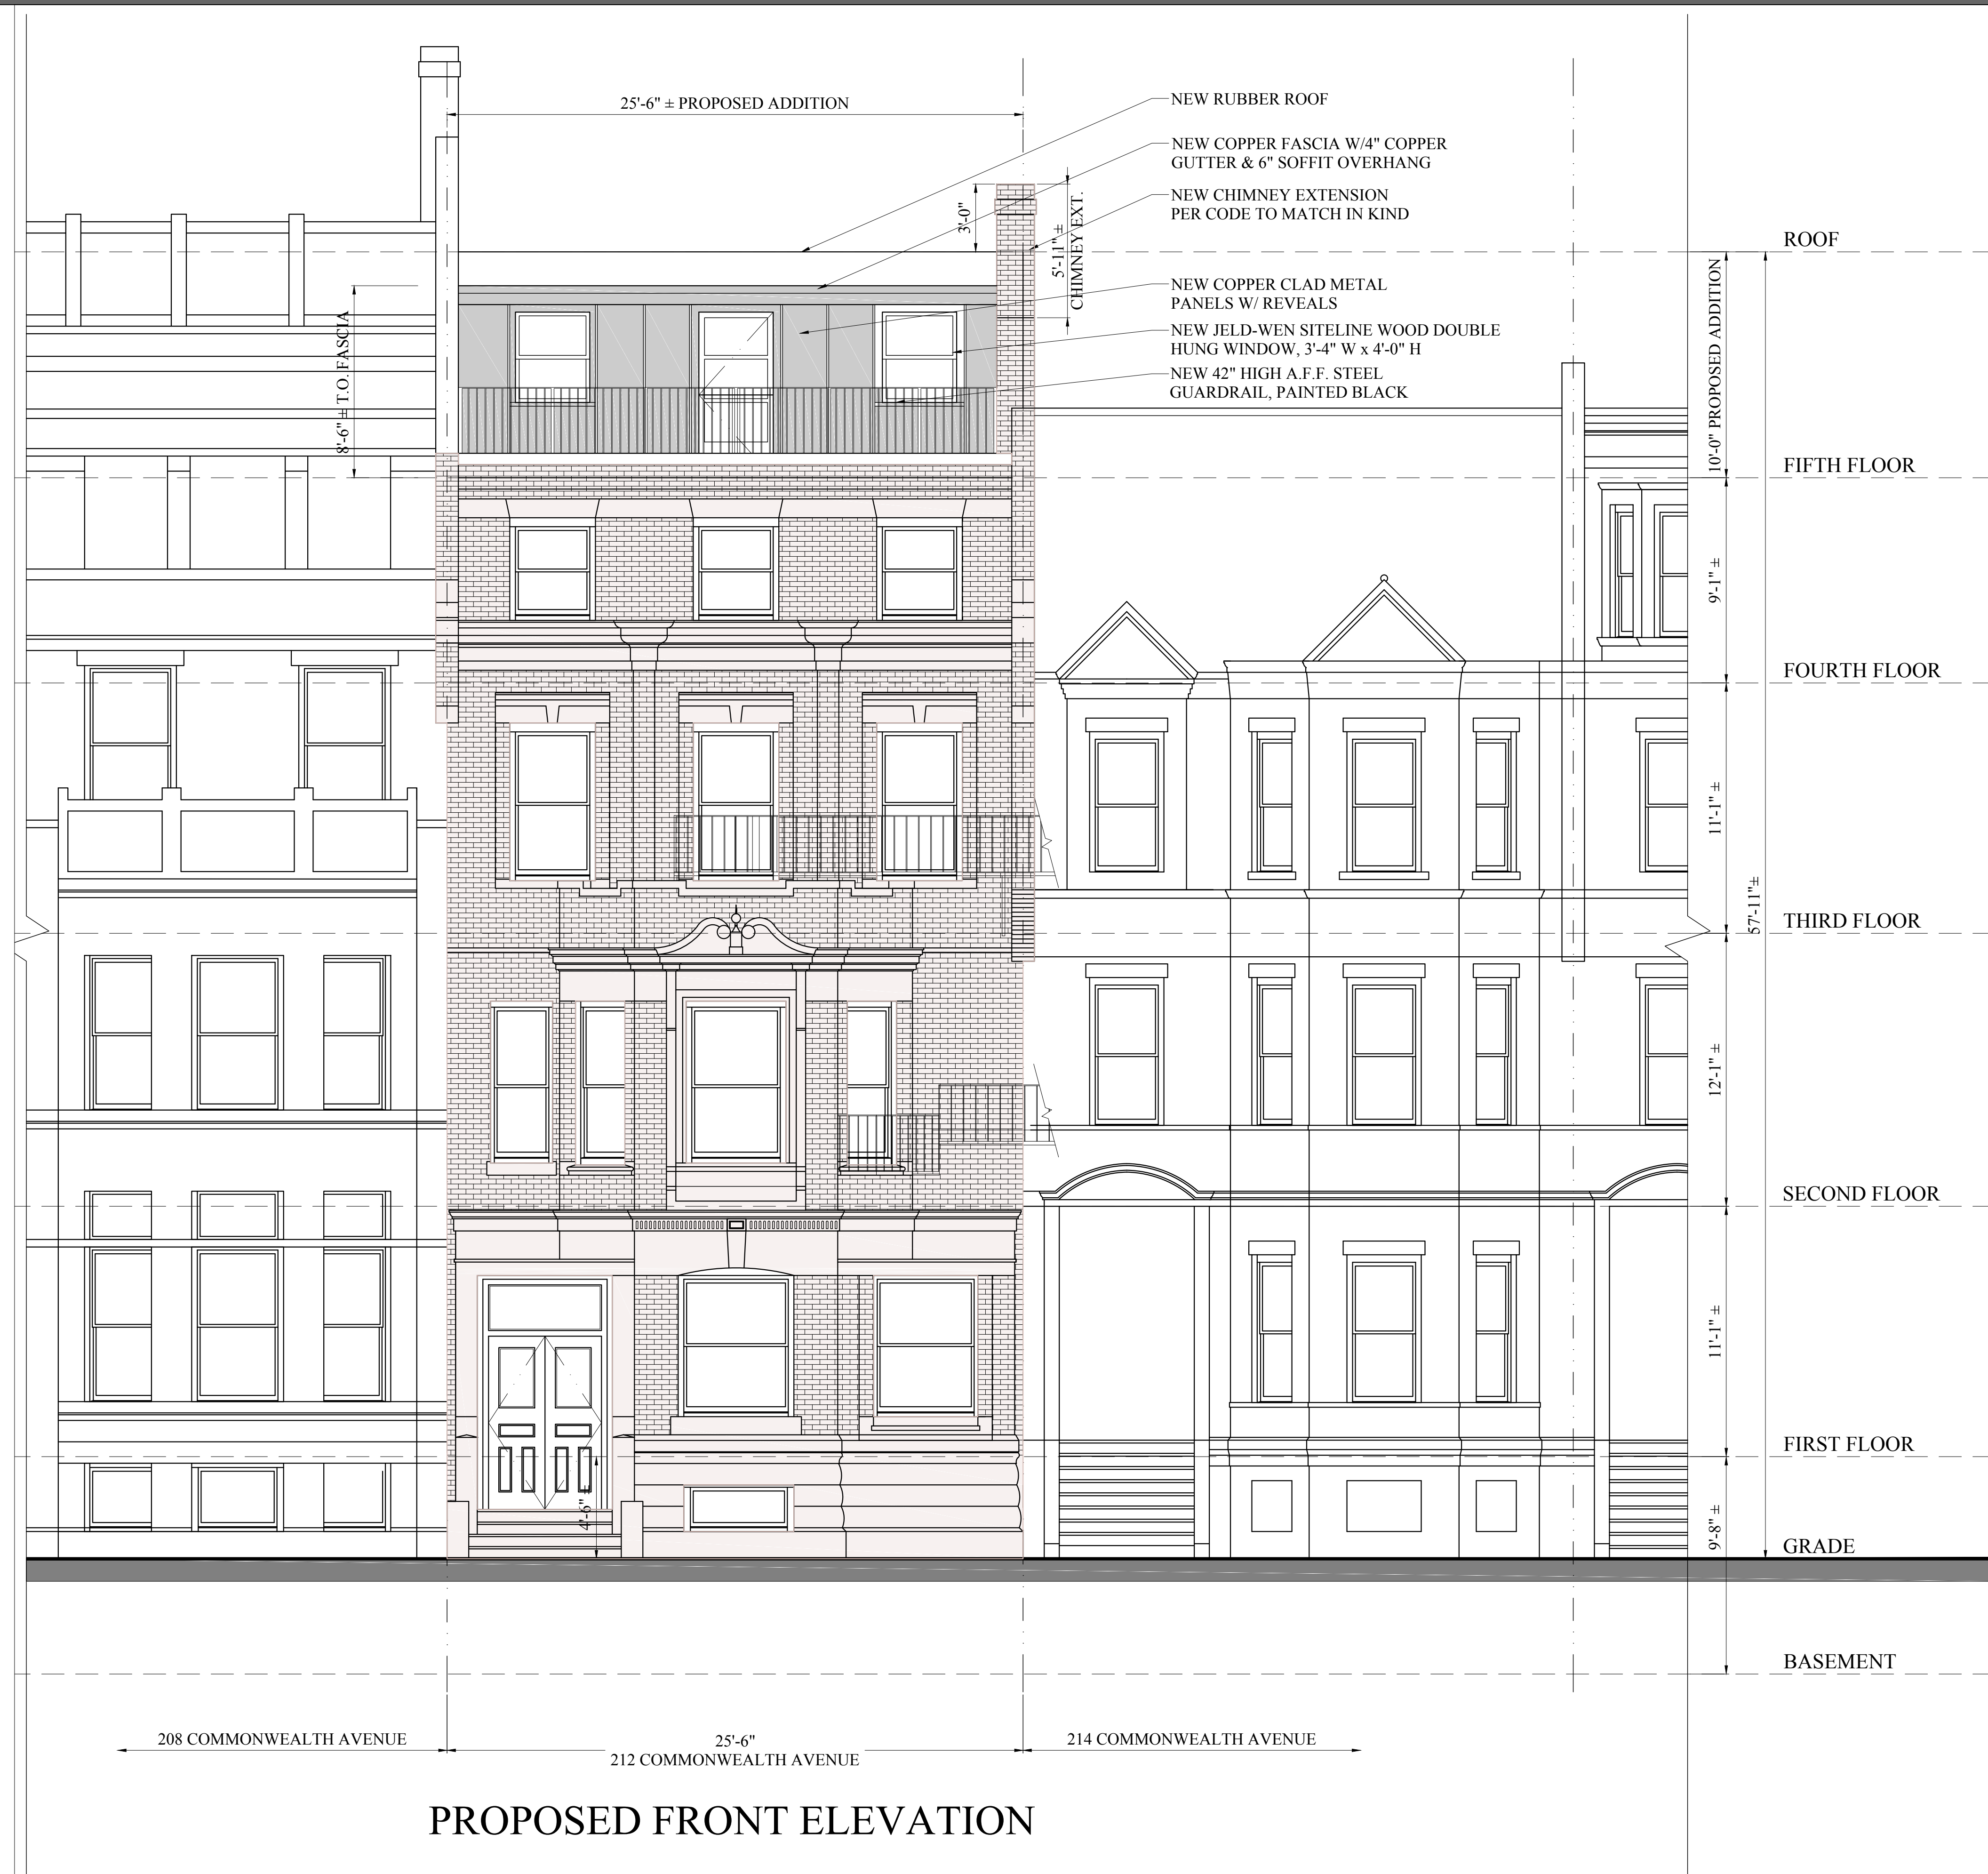 25'-6" ± PROPOSED ADDITION
NEW RUBBER ROOF
NEW COPPER FASCIA W/4" COPPER
GUTTER & 6" SOFFIT OVERHANG
NEW CHIMNEY EXTENSION
PER CODE TO MATCH IN KIND
3'-0"
5'-11" ±
CHIMNEY EXT.
NEW COPPER CLAD METAL
PANELS W/ REVEALS
NEW JELD-WEN SITELINE WOOD DOUBLE
HUNG WINDOW, 3'-4" W x 4'-0" H
NEW 42" HIGH A.F.F. STEEL
GUARDRAIL, PAINTED BLACK
8'-6" ± T.O. FASCIA
ROOF
10'-0" PROPOSED ADDITION
FIFTH FLOOR
9'-1" ±
FOURTH FLOOR
11'-1" ±
57'-11"±
THIRD FLOOR
12'-1" ±
SECOND FLOOR
11'-1" ±
FIRST FLOOR
4'-6" ±
9'-8" ±
GRADE
BASEMENT
208 COMMONWEALTH AVENUE
25'-6"
212 COMMONWEALTH AVENUE
214 COMMONWEALTH AVENUE
PROPOSED FRONT ELEVATION